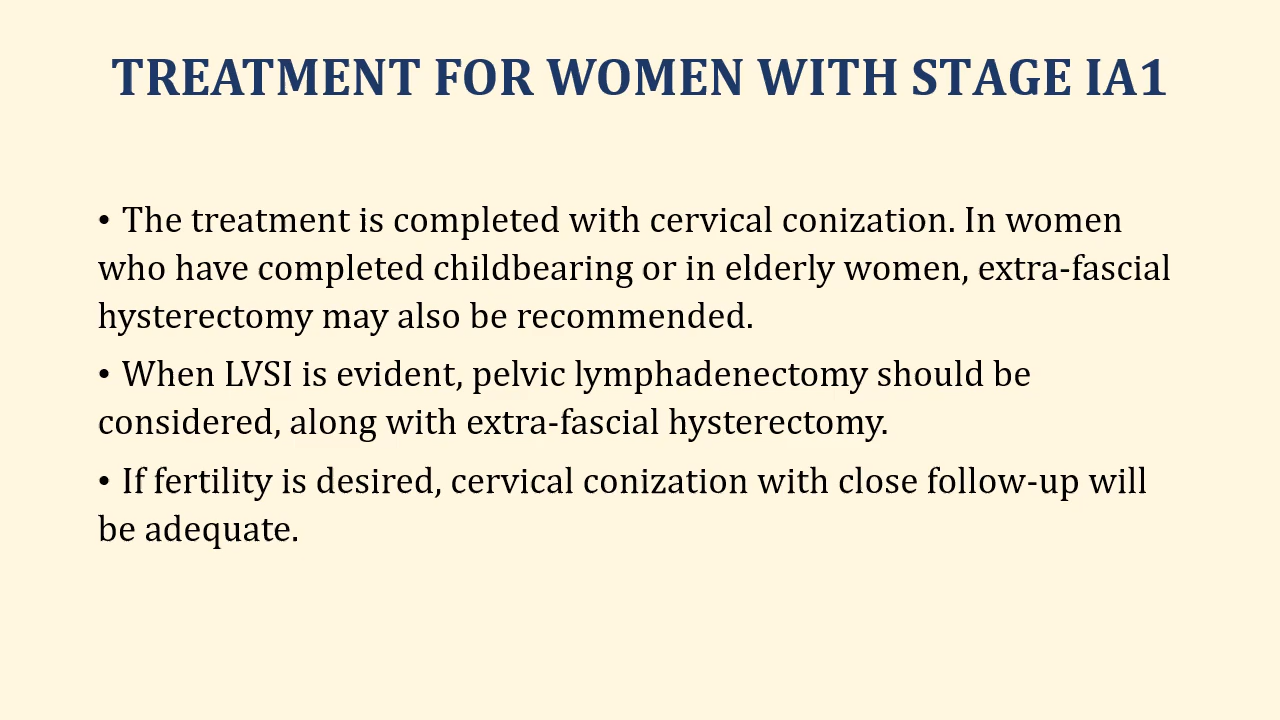 TREATMENT FOR WOMEN WITH STAGE IA1
• The treatment is completed with cervical conization. In women
who have completed childbearing or in elderly women, extra-fascial
hysterectomy may also be recommended.
• When LVSI is evident, pelvic lymphadenectomy should be
considered, along with extra-fascial hysterectomy.
• If fertility is desired, cervical conization with close follow-up will
be adequate.